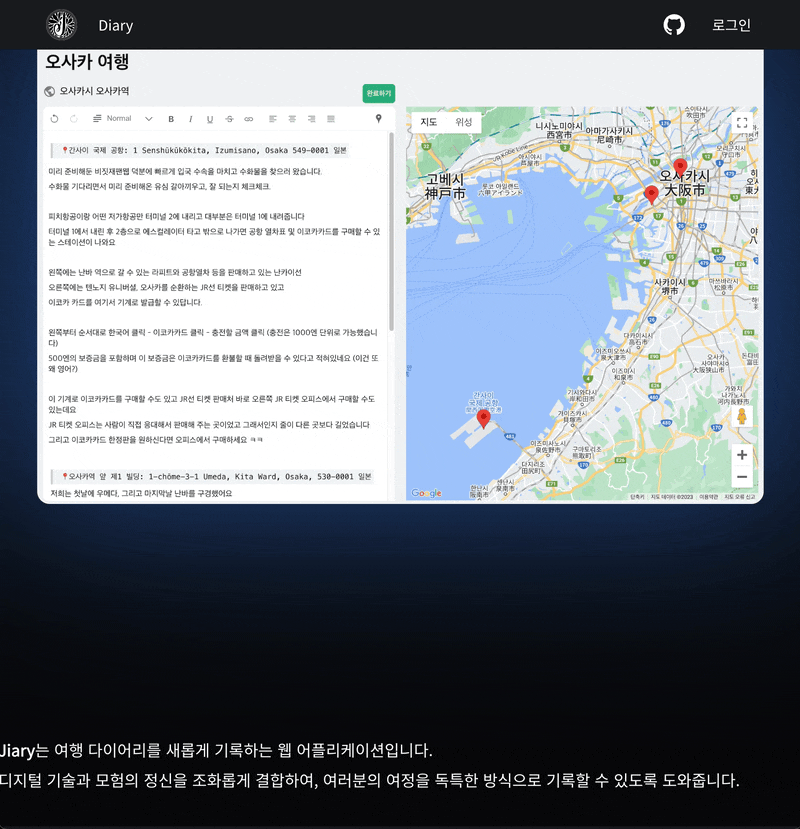 Diary
로그인
오사카 여행
오사카시 오사카역
완료하기
Normal
B I U S
📍간사이 국제 공항: 1 Senshūkūkōkita, Izumisano, Osaka 549-0001 일본
미리 준비해둔 비짓재팬웹 덕분에 빠르게 입국 수속을 마치고 수화물을 찾으러 왔습니다.
수화물 기다리면서 미리 준비해온 유심 갈아끼우고, 잘 되는지 체크체크.
피치항공이랑 어떤 저가항공만 터미널 2에 내리고 대부분은 터미널 1에 내려줍니다
터미널 1에서 내린 후 2층으로 에스컬레이터 타고 밖으로 나가면 공항 열차표 및 이코카카드를 구매할 수 있
는 스테이션이 나와요
왼쪽에는 난바 역으로 갈 수 있는 라피트와 공항열차 등을 판매하고 있는 난카이선
오른쪽에는 텐노지 유니버셜, 오사카를 순환하는 JR선 티켓을 판매하고 있고
이코카 카드를 여기서 기계로 발급할 수 있답니다.
왼쪽부터 순서대로 한국어 클릭 - 이코카카드 클릭 - 충전할 금액 클릭 (충전은 1000엔 단위로 가능했습니
다)
500엔의 보증금을 포함하며 이 보증금은 이코카카드를 환불할 때 돌려받을 수 있다고 적혀있네요 (이건 또
왜 영어?)
이 기계로 이코카카드를 구매할 수도 있고 JR선 티켓 판매처 바로 오른쪽 JR 티켓 오피스에서 구매할 수도
있는데요
JR 티켓 오피스는 사람이 직접 응대해서 판매해 주는 곳이었고 그래서인지 줄이 다른 곳보다 길었습니다
그리고 이코카카드 한정판을 원하신다면 오피스에서 구매하세요 ㅋㅋ
📍오사카역 앞 제1 빌딩: 1-chōme-3-1 Umeda, Kita Ward, Osaka, 530-0001 일본
저희는 첫날에 우메다, 그리고 마지막날 난바를 구경했어요
지도 위성
니시노미야시
西宮市
아마가사키시
尼崎市
고베시
神戸市
오사카시
大阪市
사카이시
堺市
간사이
국제공항
이즈미오쓰시
泉大津市
기시와다시
岸和田市
가이즈카시
貝塚市
이즈미사노시
泉佐野市
한난시
阪南市
센난시
泉南市
Google
단축키 지도 데이터 ©2023 이용약관 지도 오류 신고
Jiary는 여행 다이어리를 새롭게 기록하는 웹 어플리케이션입니다.
디지털 기술과 모험의 정신을 조화롭게 결합하여, 여러분의 여정을 독특한 방식으로 기록할 수 있도록 도와줍니다.